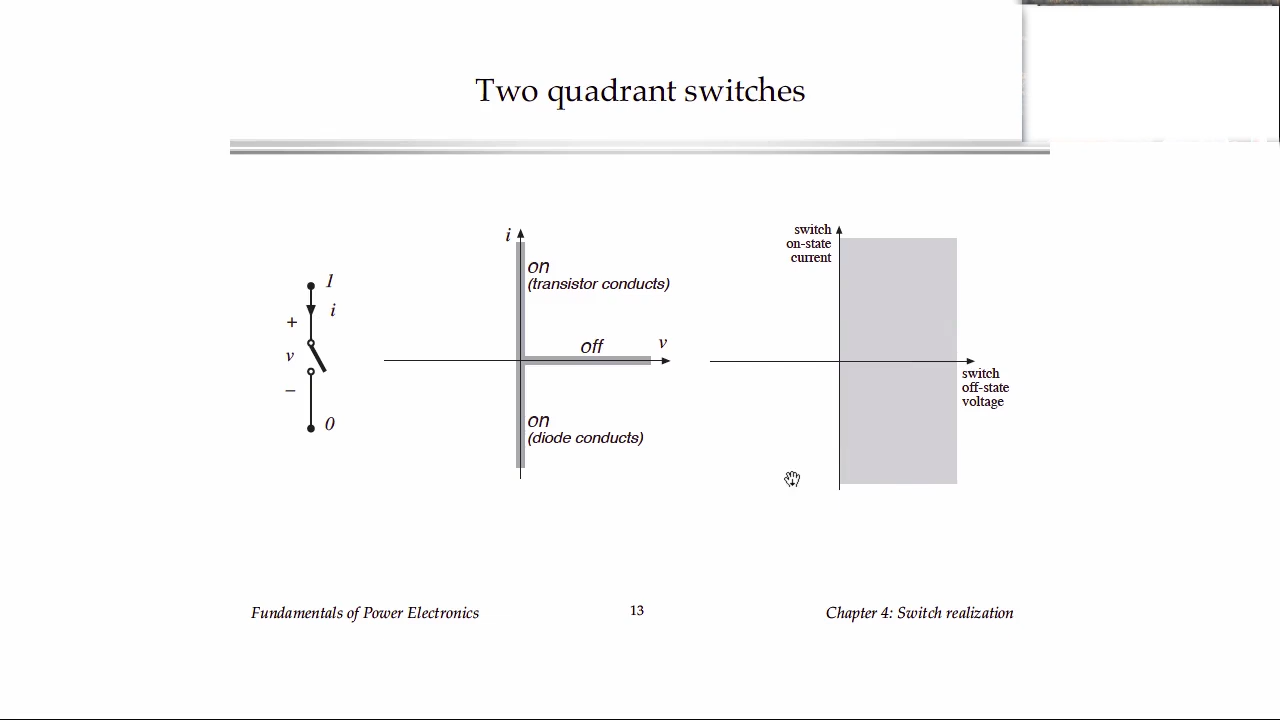 Two quadrant switches
1
i
+
v
–
0
i
on
(transistor conducts)
off
v
on
(diode conducts)
switch
on-state
current
switch
off-state
voltage
Fundamentals of Power Electronics
13
Chapter 4: Switch realization